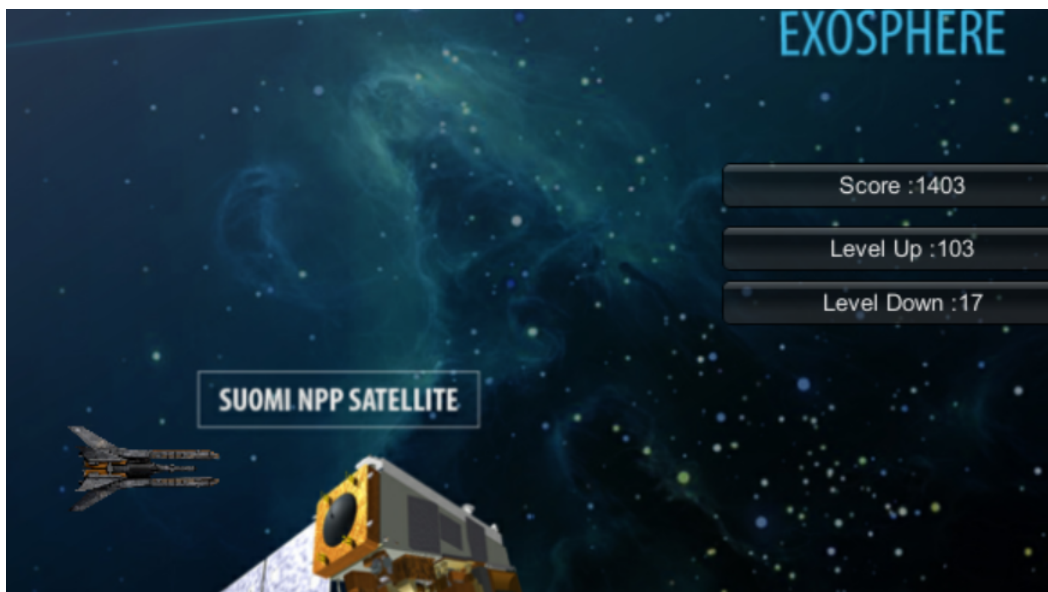 EXOSPHERE
Score :1403
Level Up :103
Level Down :17
SUOMI NPP SATELLITE